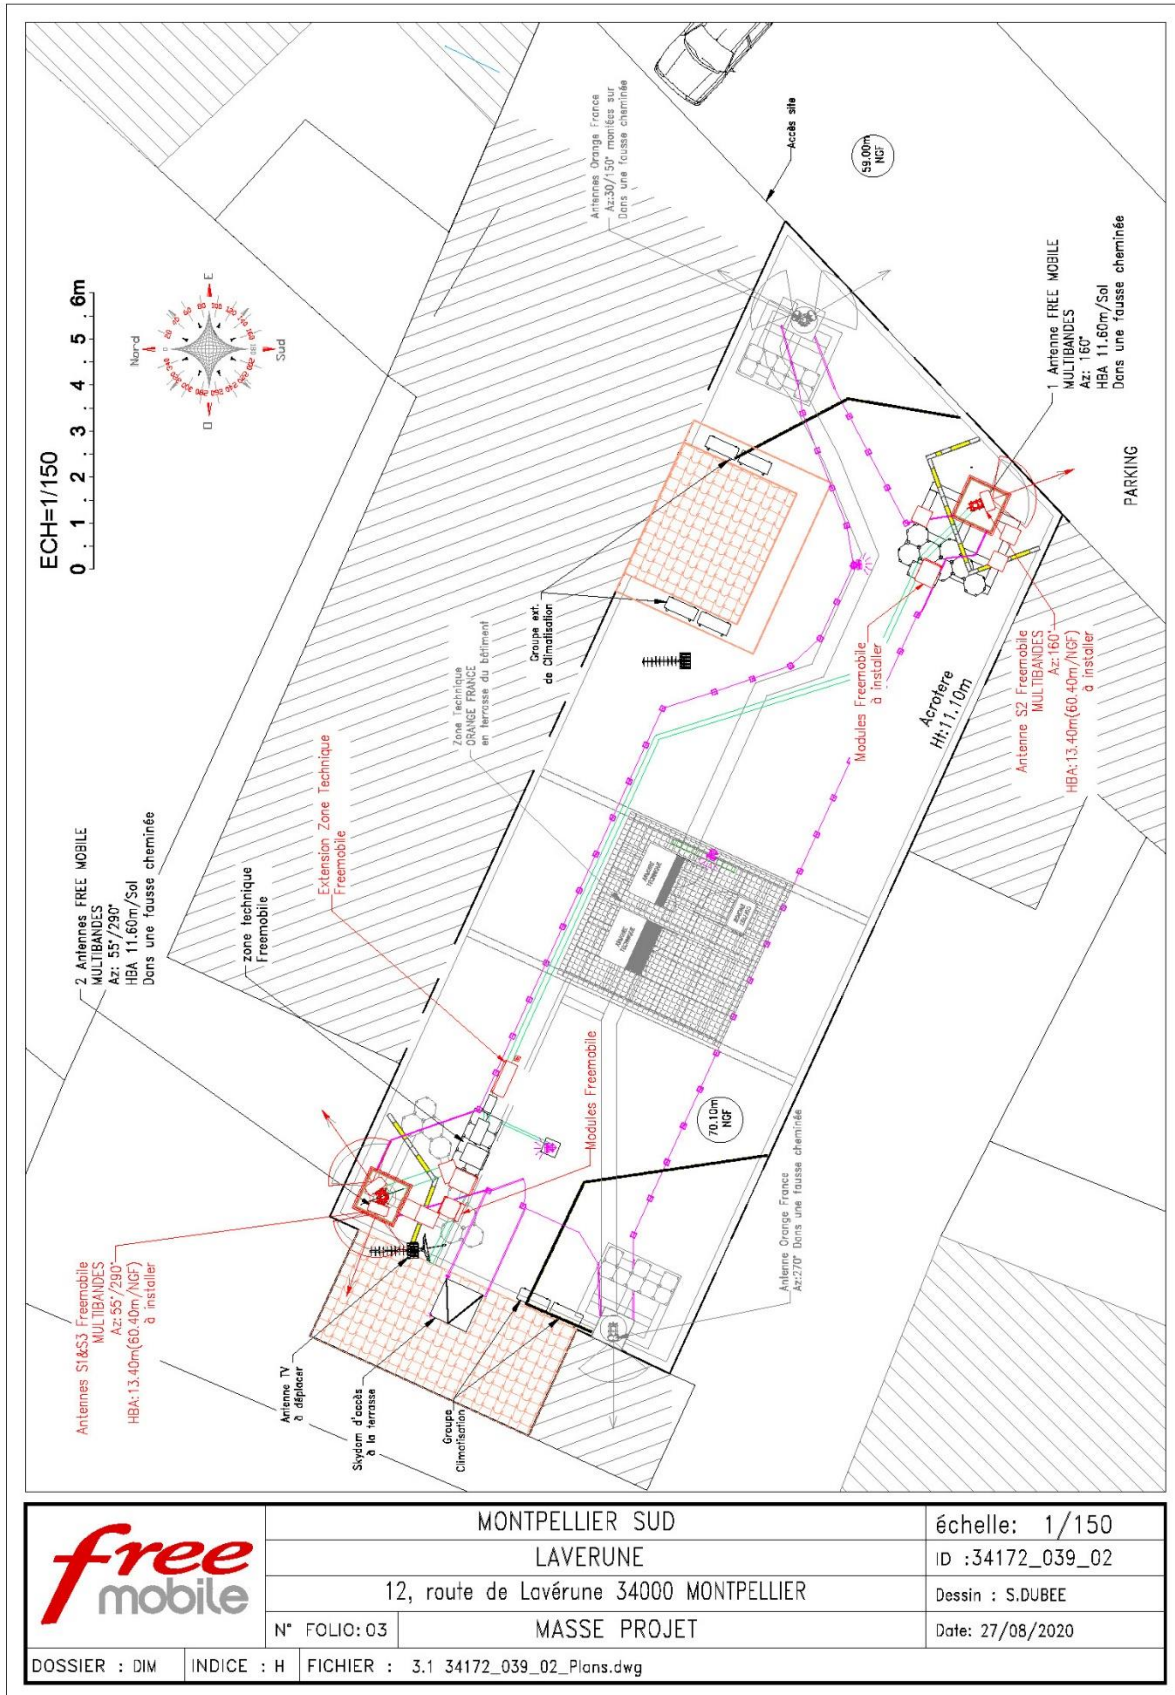 ECH=1/150
0 1 2 3 4 5 6m
Nord
E
Sud
O
Antennes Orange France
Az:30/150° montées sur
Dans une fausse cheminée
Accès site
59.00m
NGF
1 Antenne FREE MOBILE
MULTIBANDES
Az: 160°
HBA 11.60m/Sol
Dans une fausse cheminée
PARKING
Groupe ext.
de Climatisation
Zone Technique
ORANGE FRANCE
en terrasse du bâtiment
Modules Freemobile
à installer
Acrotere
Ht:11.10m
Antenne S2 Freemobile
MULTIBANDES
Az:160°
HBA:13.40m(60.40m/NGF)
à installer
Extension Zone Technique
Freemobile
2 Antennes FREE MOBILE
MULTIBANDES
Az: 55°/290°
HBA 11.60m/Sol
Dans une fausse cheminée
zone technique
Freemobile
Modules Freemobile
70.10m
NGF
Antenne Orange France
Az:270° Dans une fausse cheminée
Antennes S1&S3 Freemobile
MULTIBANDES
Az:55°/290°
HBA:13.40m(60.40m/NGF)
à installer
Antenne TV
à déplacer
Skydom d'accès
à la terrasse
Groupe
Climatisation
free
mobile
MONTPELLIER SUD
LAVERUNE
12, route de Lavérune 34000 MONTPELLIER
N° FOLIO: 03
MASSE PROJET
échelle: 1/150
ID :34172_039_02
Dessin : S.DUBEE
Date: 27/08/2020
DOSSIER : DIM
INDICE : H
FICHIER : 3.1 34172_039_02_Plans.dwg